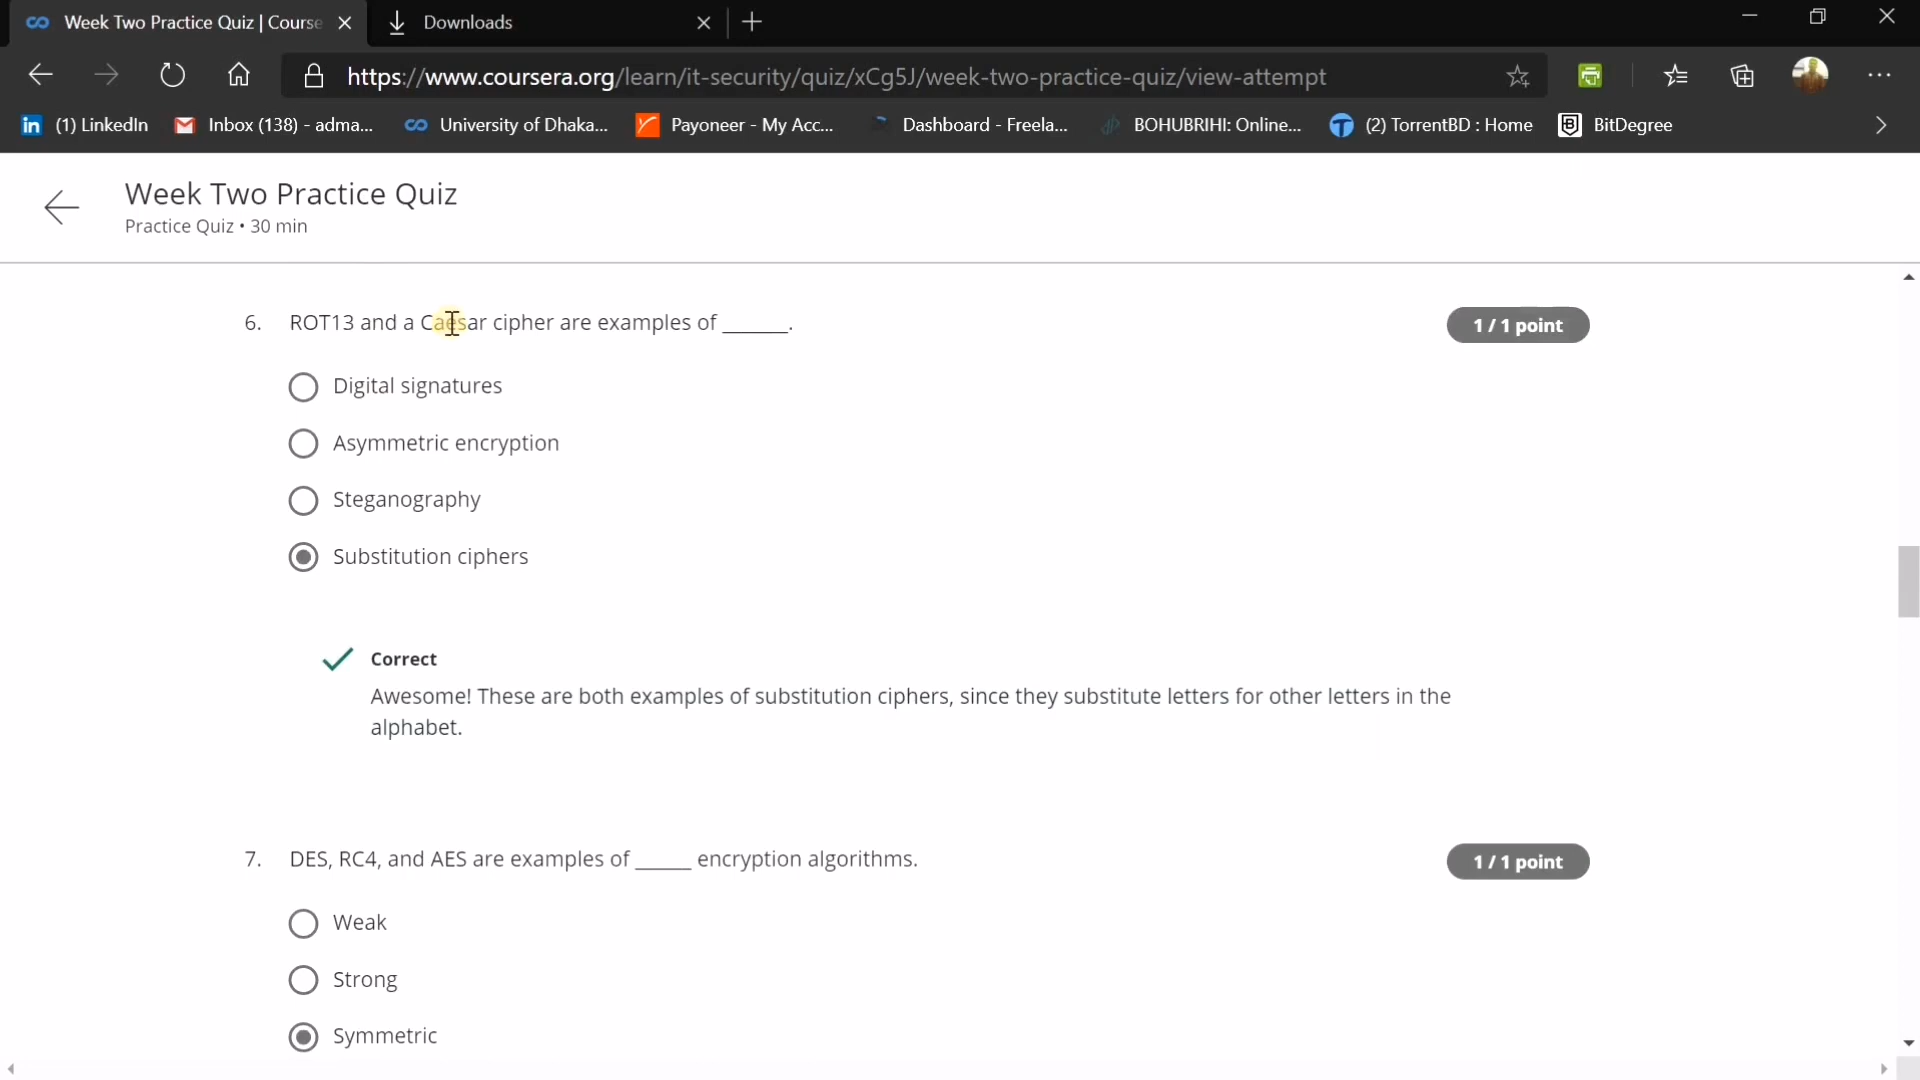 Week Two Practice Quiz | Course
Downloads
https://www.coursera.org/learn/it-security/quiz/xCg5J/week-two-practice-quiz/view-attempt
(1) LinkedIn
Inbox (138) - adma...
University of Dhaka...
Payoneer - My Acc...
Dashboard - Freela...
BOHUBRIHI: Online...
(2) TorrentBD : Home
BitDegree
Week Two Practice Quiz
Practice Quiz • 30 min
6. ROT13 and a Caesar cipher are examples of _______.
1 / 1 point
Digital signatures
Asymmetric encryption
Steganography
Substitution ciphers
Correct
Awesome! These are both examples of substitution ciphers, since they substitute letters for other letters in the
alphabet.
7. DES, RC4, and AES are examples of ______ encryption algorithms.
1 / 1 point
Weak
Strong
Symmetric